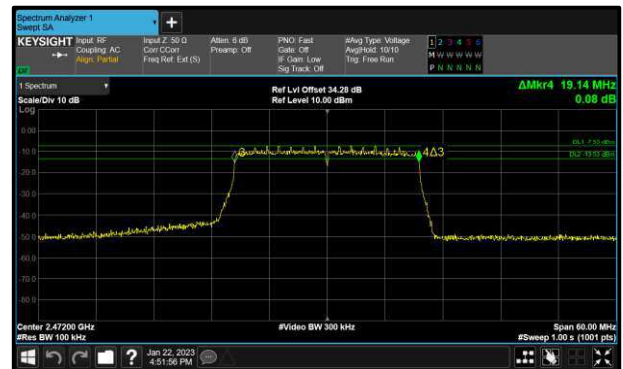 Spectrum Analyzer 1
Swept SA
KEYSIGHT
Input: RF
Coupling: AC
Align: Partial
Input Z: 50 Ω
Corr CCorr
Freq Ref: Ext (S)
Atten: 6 dB
Preamp: Off
PNO: Fast
Gate: Off
IF Gain: Low
Sig Track: Off
#Avg Type: Voltage
Avg|Hold: 10/10
Trig: Free Run
1 2 3 4 5 6
M W W W W W
P N N N N N
1 Spectrum
Scale/Div 10 dB
Log
Ref Lvl Offset 34.28 dB
Ref Level 10.00 dBm
ΔMkr4 19.14 MHz
0.08 dB
0.00
-10.0
-20.0
-30.0
-40.0
-50.0
-60.0
-70.0
-80.0
4Δ3
Center 2.47200 GHz
#Res BW 100 kHz
#Video BW 300 kHz
Span 60.00 MHz
#Sweep 1.00 s (1001 pts)
?
Jan 22, 2023
4:51:56 PM